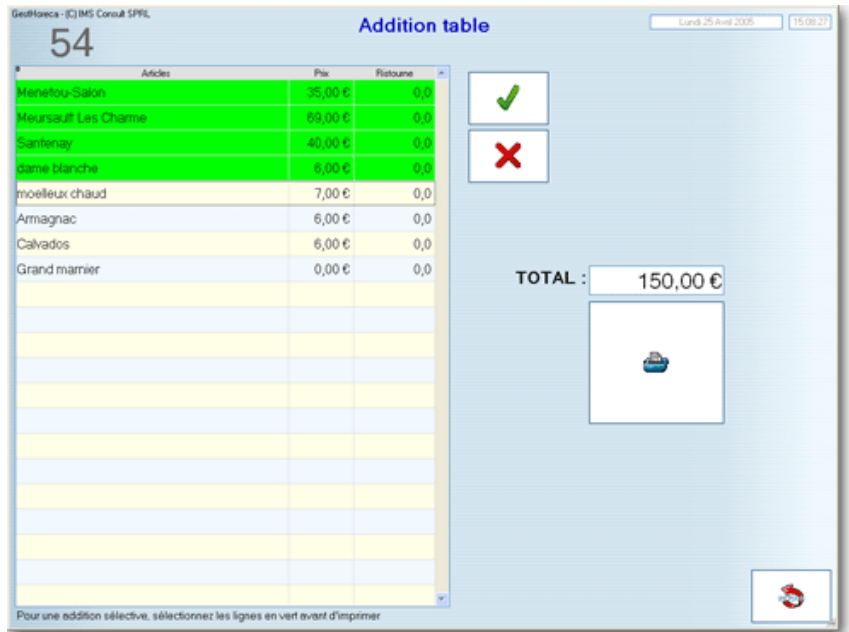 GestHoreca - (C) IMS Consult SPRL
54
Addition table
Lundi 25 Avril 2005 15:08:27
Articles Prix Ristourne
Menetou-Salon 35,00 € 0,0
Meursault Les Charme 69,00 € 0,0
Santenay 40,00 € 0,0
dame blanche 6,00 € 0,0
moelleux chaud 7,00 € 0,0
Armagnac 6,00 € 0,0
Calvados 6,00 € 0,0
Grand marnier 0,00 € 0,0
TOTAL : 150,00 €
Pour une addition sélective, sélectionnez les lignes en vert avant d'imprimer